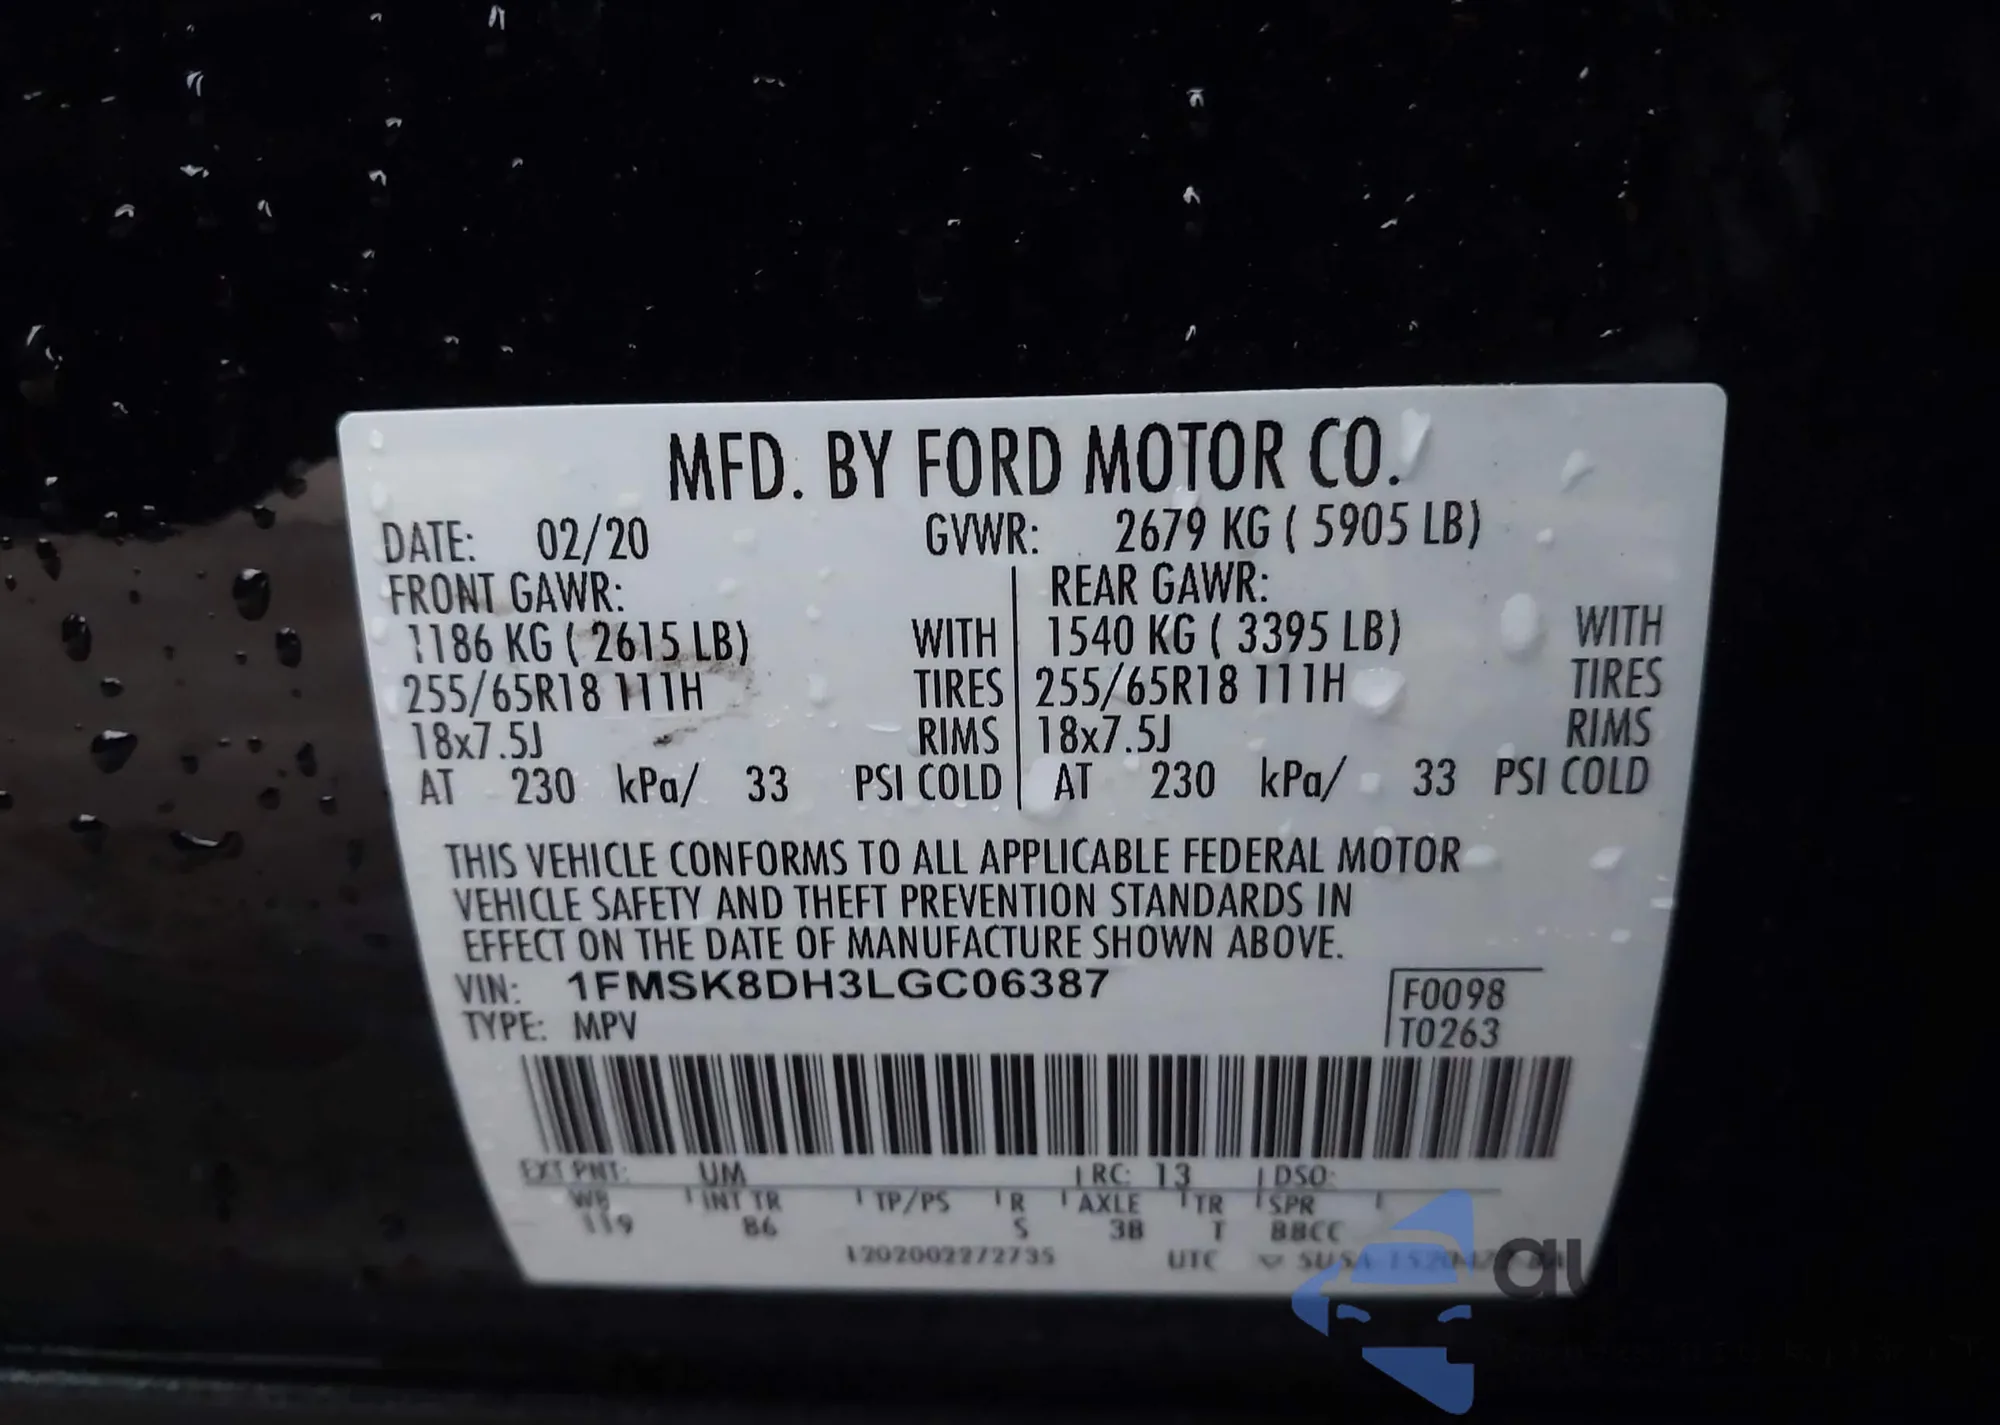 MFD. BY FORD MOTOR CO.
DATE: 02/20 GVWR: 2679 KG ( 5905 LB)
FRONT GAWR: REAR GAWR:
1186 KG ( 2615 LB) WITH 1540 KG ( 3395 LB) WITH
255/65R18 111H TIRES 255/65R18 111H TIRES
18x7.5J RIMS 18x7.5J RIMS
AT 230 kPa/ 33 PSI COLD AT 230 kPa/ 33 PSI COLD
THIS VEHICLE CONFORMS TO ALL APPLICABLE FEDERAL MOTOR
VEHICLE SAFETY AND THEFT PREVENTION STANDARDS IN
EFFECT ON THE DATE OF MANUFACTURE SHOWN ABOVE.
VIN: 1FMSK8DH3LGC06387 F0098
TYPE: MPV T0263
EXT PNT: UM RC: 13 DSO:
WB INT TR TP/PS R AXLE TR SPR
119 86 S 3B T BBCC
1202002272735 UTC SUSA
au